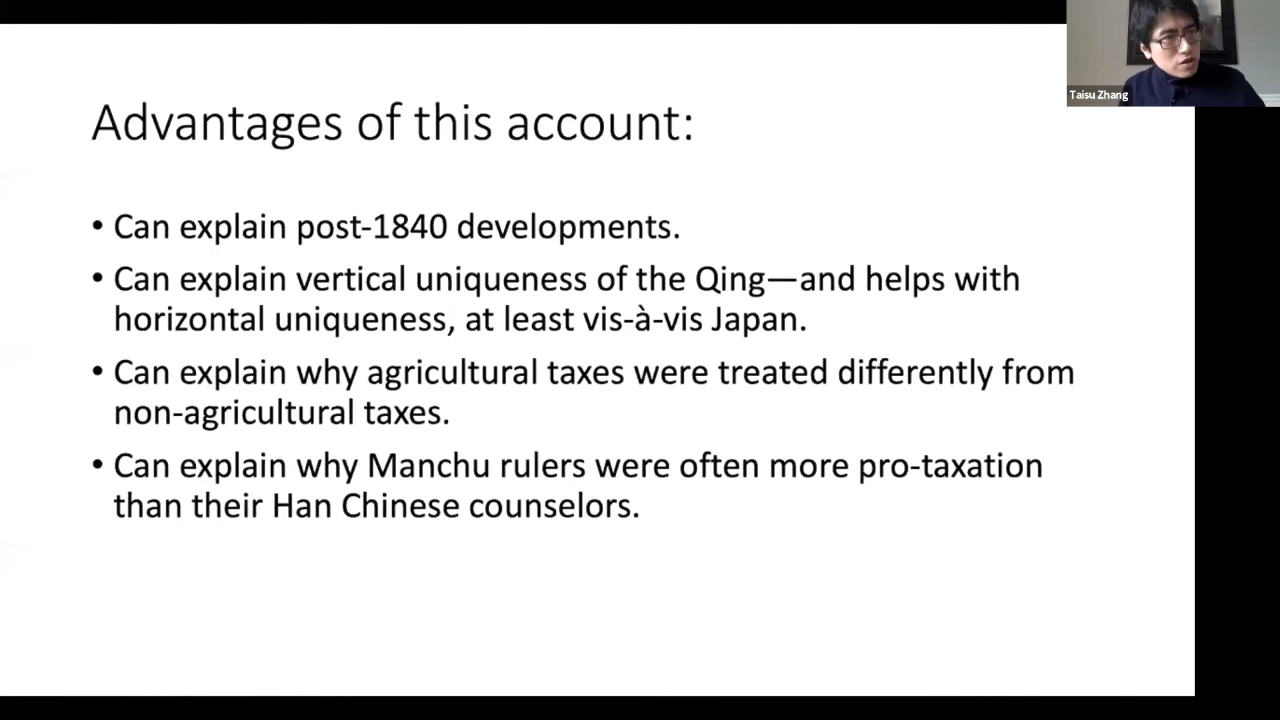 Taisu Zhang
Advantages of this account:
• Can explain post-1840 developments.
• Can explain vertical uniqueness of the Qing—and helps with
horizontal uniqueness, at least vis-à-vis Japan.
• Can explain why agricultural taxes were treated differently from
non-agricultural taxes.
• Can explain why Manchu rulers were often more pro-taxation
than their Han Chinese counselors.